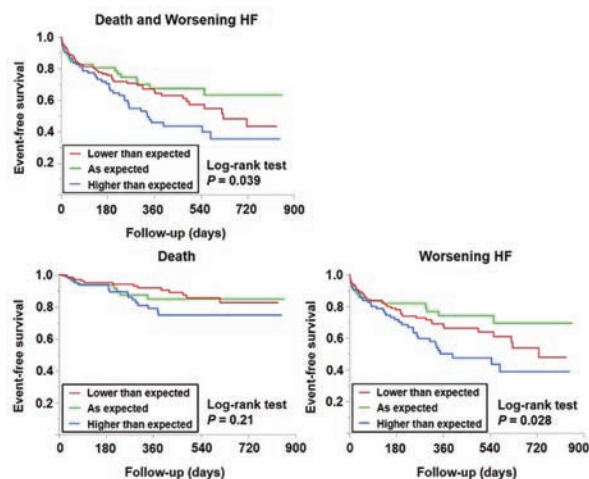 Death and Worsening HF
Event-free survival
1.0
0.8
0.6
0.4
0.2
Lower than expected
As expected
Higher than expected
Log-rank test
P = 0.039
0 180 360 540 720 900
Follow-up (days)
Death
Event-free survival
1.0
0.8
0.6
0.4
0.2
Lower than expected
As expected
Higher than expected
Log-rank test
P = 0.21
0 180 360 540 720 900
Follow-up (days)
Worsening HF
Event-free survival
1.0
0.8
0.6
0.4
0.2
Lower than expected
As expected
Higher than expected
Log-rank test
P = 0.028
0 180 360 540 720 900
Follow-up (days)